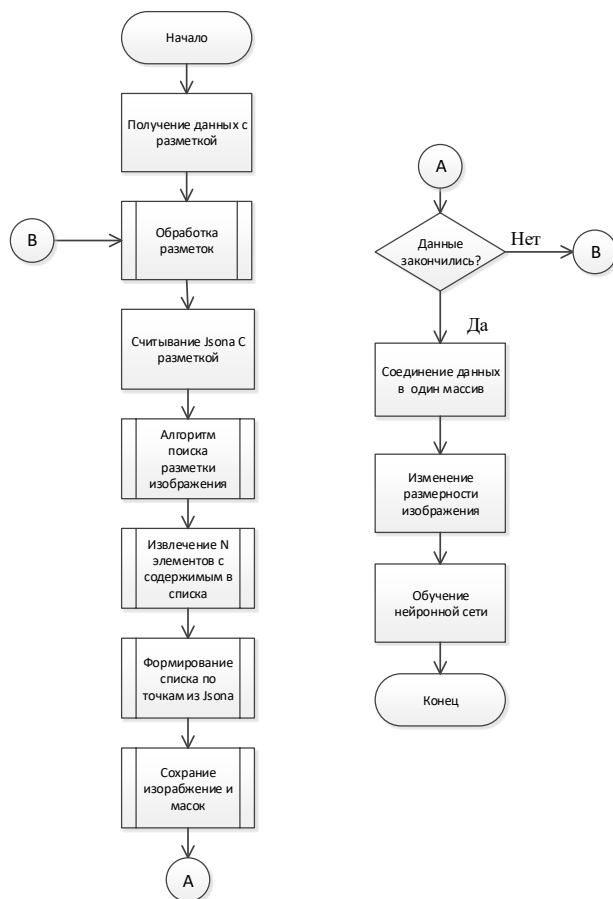 Начало
Получение данных с
разметкой
В
Обработка
разметок
Считывание Jsona С
разметкой
Алгоритм
поиска
разметки
изображения
Извлечение N
элементов с
содержимым в
списка
Формирование
списка по
точкам из Jsona
Сохрание
изорабжение и
масок
А
А
Данные
закончились?
Нет
В
Да
Соединение данных
в один массив
Изменение
размерности
изображения
Обучение
нейронной сети
Конец